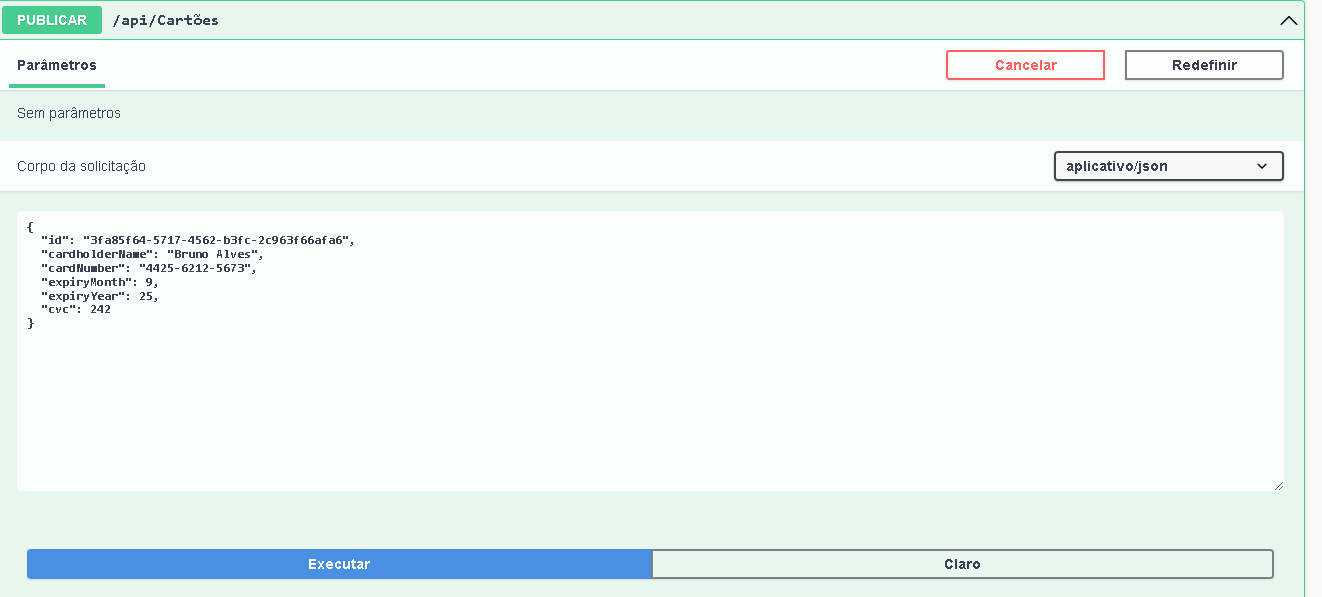 PUBLICAR /api/Cartões
Parâmetros
Cancelar
Redefinir
Sem parâmetros
Corpo da solicitação
aplicativo/json
{
"id": "3fa85f64-5717-4562-b3fc-2c963f66afa6",
"cardholderName": "Bruno Alves",
"cardNumber": "4425-6212-5673",
"expiryMonth": 9,
"expiryYear": 25,
"cvc": 242
}
Executar
Claro